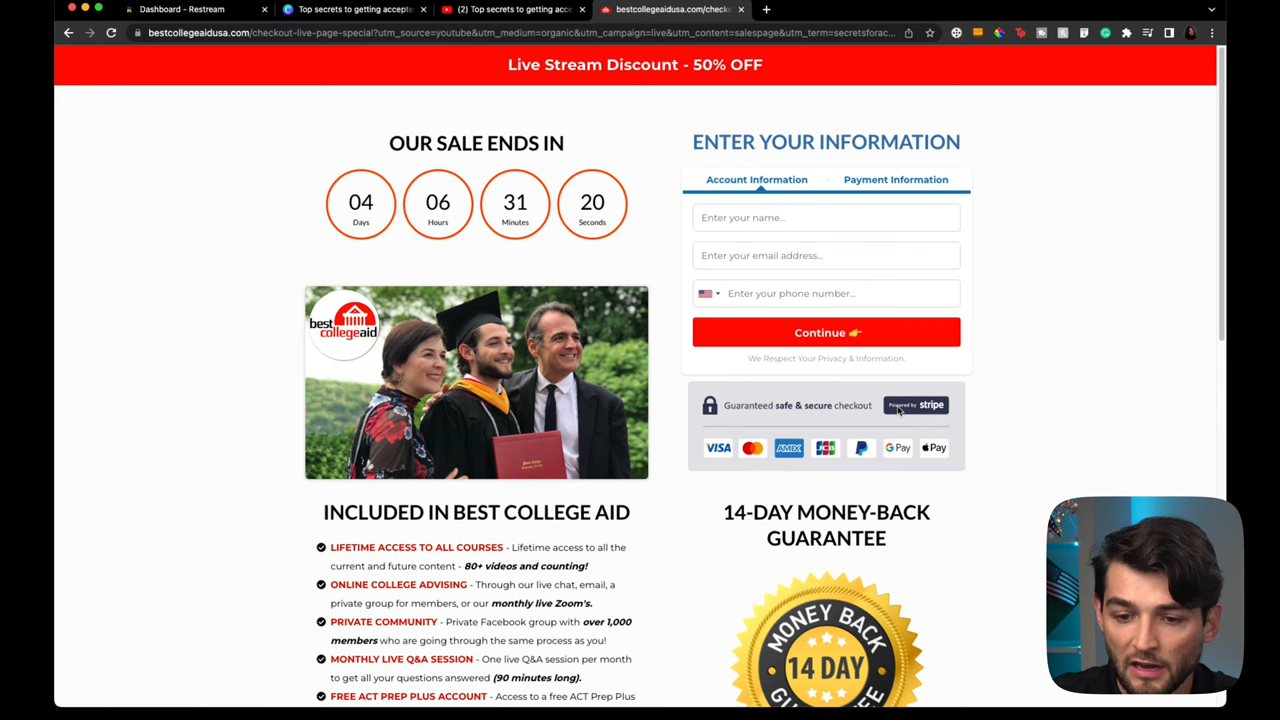 Dashboard - Restream
Top secrets to getting accepte
(2) Top secrets to getting acce
bestcollegeaidusa.com/checko
bestcollegeaidusa.com/checkout-live-page-special?utm_source=youtube&utm_medium=organic&utm_campaign=live&utm_content=salespage&utm_term=secretsforac...
Live Stream Discount - 50% OFF
OUR SALE ENDS IN
04
Days
06
Hours
31
Minutes
20
Seconds
best
collegeaid
ENTER YOUR INFORMATION
Account Information
Payment Information
Enter your name...
Enter your email address...
Enter your phone number...
Continue 👉
We Respect Your Privacy & Information.
Guaranteed safe & secure checkout
Powered by stripe
VISA
AMEX
JCB
G Pay
Pay
INCLUDED IN BEST COLLEGE AID
LIFETIME ACCESS TO ALL COURSES - Lifetime access to all the
current and future content - 80+ videos and counting!
ONLINE COLLEGE ADVISING - Through our live chat, email, a
private group for members, or our monthly live Zoom's.
PRIVATE COMMUNITY - Private Facebook group with over 1,000
members who are going through the same process as you!
MONTHLY LIVE Q&A SESSION - One live Q&A session per month
to get all your questions answered (90 minutes long).
FREE ACT PREP PLUS ACCOUNT - Access to a free ACT Prep Plus
14-DAY MONEY-BACK
GUARANTEE
MONEY BACK
14 DAY